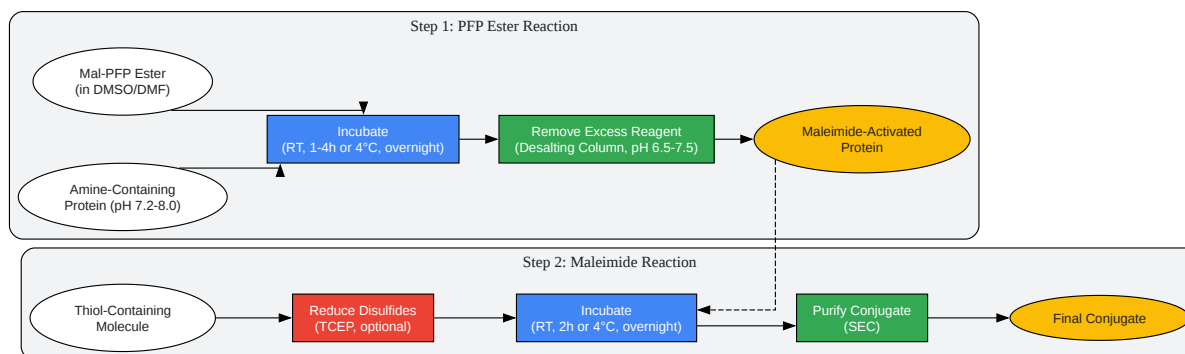 Step 1: PFP Ester Reaction
Mal-PFP Ester
(in DMSO/DMF)
Amine-Containing
Protein (pH 7.2-8.0)
Incubate
(RT, 1-4h or 4°C, overnight)
Remove Excess Reagent
(Desalting Column, pH 6.5-7.5)
Maleimide-Activated
Protein
Step 2: Maleimide Reaction
Thiol-Containing
Molecule
Reduce Disulfides
(TCEP, optional)
Incubate
(RT, 2h or 4°C, overnight)
Purify Conjugate
(SEC)
Final Conjugate